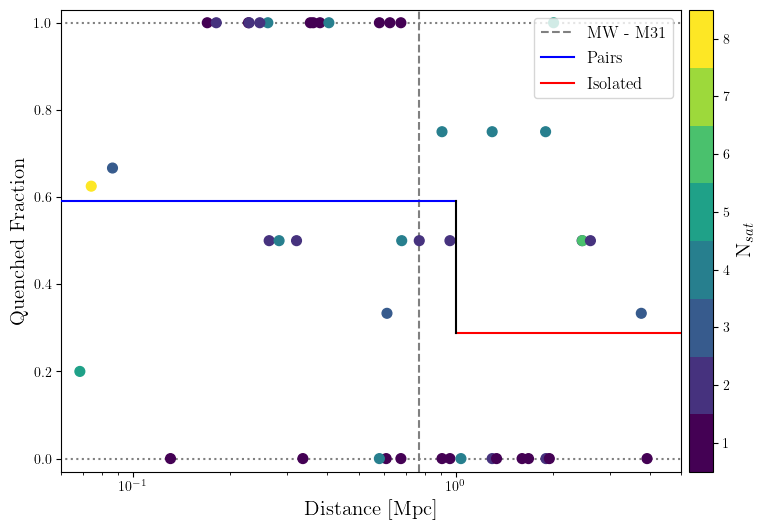 Quenched Fraction
1.0
0.8
0.6
0.4
0.2
0.0
10⁻¹
10⁰
Distance [Mpc]
MW - M31
Pairs
Isolated
8
7
6
5
4
3
2
1
N_sat